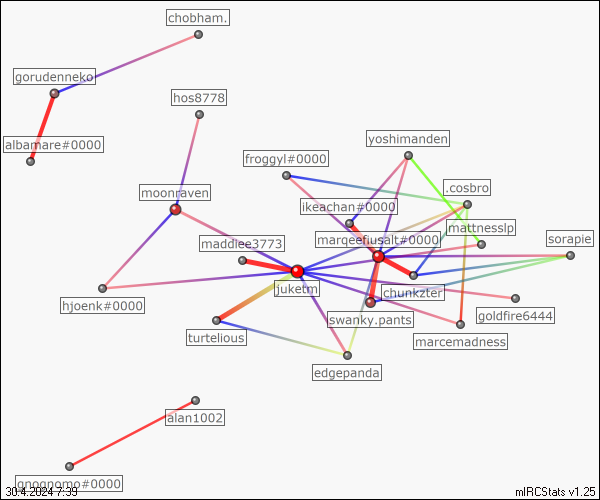 chobham.
gorudenneko
hos8778
albamare#0000
yoshimanden
froggyl#0000
.cosbro
moonraven
ikeachan#0000
mattnesslp
marqeefiusalt#0000
maddiee3773
sorapie
juketm
chunkzter
hjoenk#0000
goldfire6444
swanky.pants
turtelious
marcemadness
edgepanda
alan1002
gnognomo#0000
30.4.2024 7:39
mIRCStats v1.25